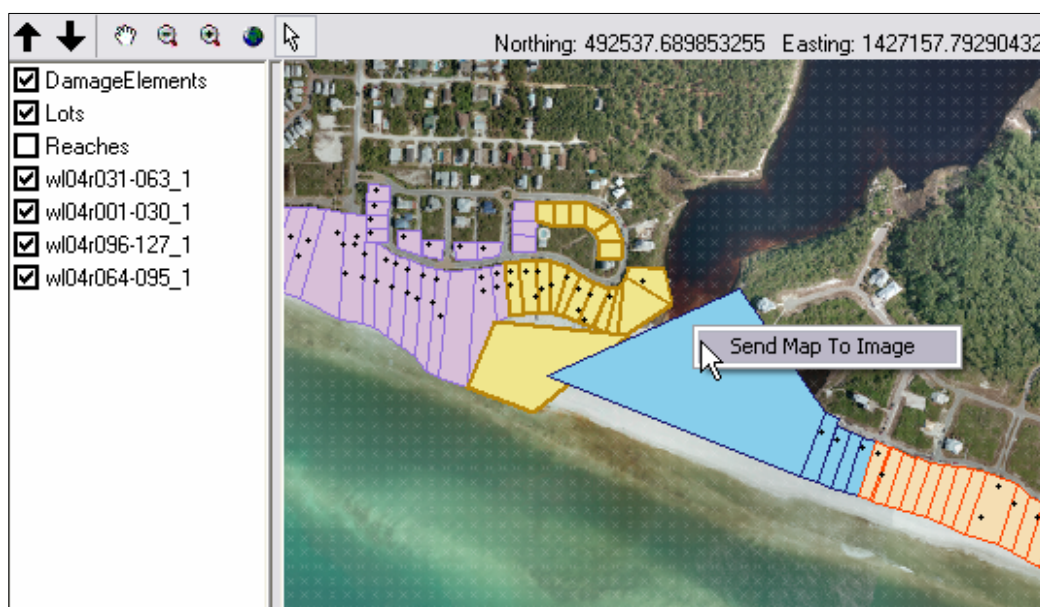 Northing: 492537.689853255 Easting: 1427157.79290432
DamageElements
Lots
Reaches
wl04r031-063_1
wl04r001-030_1
wl04r096-127_1
wl04r064-095_1
Send Map To Image